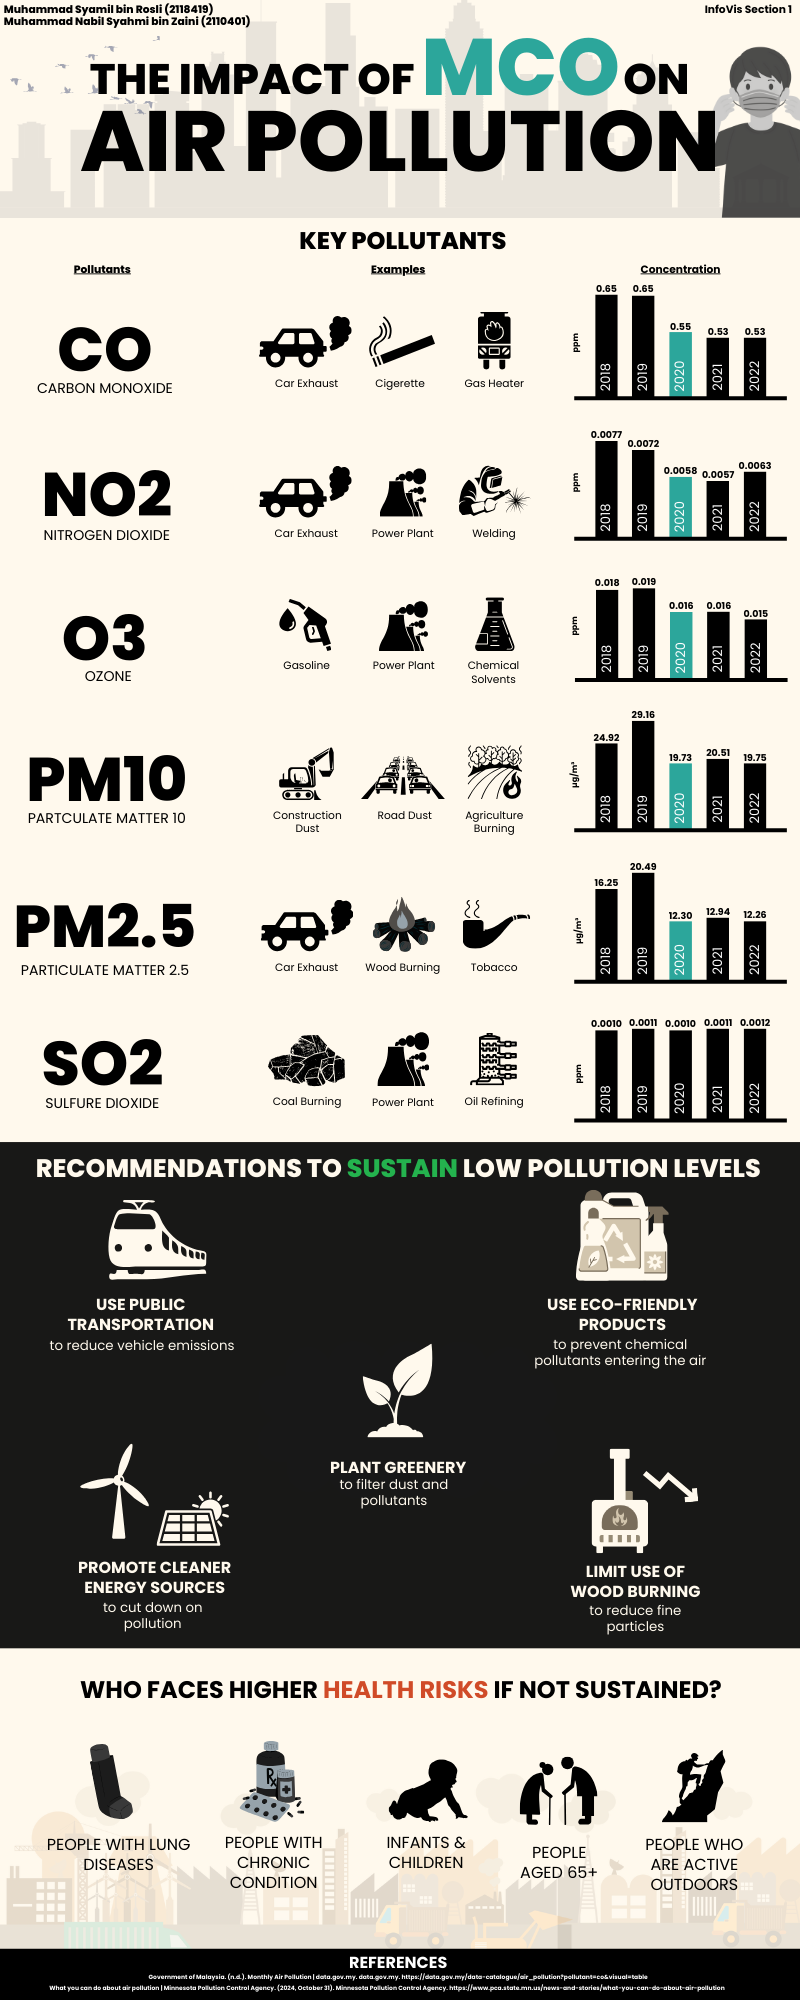 Muhammad Syamil bin Rosli (2118419)
Muhammad Nabil Syahmi bin Zaini (2110401)
InfoVis Section 1
THE IMPACT OF MCO ON
AIR POLLUTION
KEY POLLUTANTS
Pollutants
Examples
Concentration
CO
CARBON MONOXIDE
Car Exhaust
Cigerette
Gas Heater
ppm
0.65
0.65
0.55
0.53
0.53
2018
2019
2020
2021
2022
NO2
NITROGEN DIOXIDE
Car Exhaust
Power Plant
Welding
ppm
0.0077
0.0072
0.0058
0.0057
0.0063
2018
2019
2020
2021
2022
O3
OZONE
Gasoline
Power Plant
Chemical
Solvents
ppm
0.018
0.019
0.016
0.016
0.015
2018
2019
2020
2021
2022
PM10
PARTCULATE MATTER 10
Construction
Dust
Road Dust
Agriculture
Burning
µg/m³
24.92
29.16
19.73
20.51
19.75
2018
2019
2020
2021
2022
PM2.5
PARTICULATE MATTER 2.5
Car Exhaust
Wood Burning
Tobacco
µg/m³
16.25
20.49
12.30
12.94
12.26
2018
2019
2020
2021
2022
SO2
SULFURE DIOXIDE
Coal Burning
Power Plant
Oil Refining
ppm
0.0010
0.0011
0.0010
0.0011
0.0012
2018
2019
2020
2021
2022
RECOMMENDATIONS TO SUSTAIN LOW POLLUTION LEVELS
USE PUBLIC
TRANSPORTATION
to reduce vehicle emissions
USE ECO-FRIENDLY
PRODUCTS
to prevent chemical
pollutants entering the air
PLANT GREENERY
to filter dust and
pollutants
PROMOTE CLEANER
ENERGY SOURCES
to cut down on
pollution
LIMIT USE OF
WOOD BURNING
to reduce fine
particles
WHO FACES HIGHER HEALTH RISKS IF NOT SUSTAINED?
Rx
PEOPLE WITH LUNG
DISEASES
PEOPLE WITH
CHRONIC
CONDITION
INFANTS &
CHILDREN
PEOPLE
AGED 65+
PEOPLE WHO
ARE ACTIVE
OUTDOORS
REFERENCES
Government of Malaysia. (n.d.). Monthly Air Pollution | data.gov.my. data.gov.my. https://data.gov.my/data-catalogue/air_pollution?pollutant=co&visual=table
What you can do about air pollution | Minnesota Pollution Control Agency. (2024, October 31). Minnesota Pollution Control Agency. https://www.pca.state.mn.us/news-and-stories/what-you-can-do-about-air-pollution